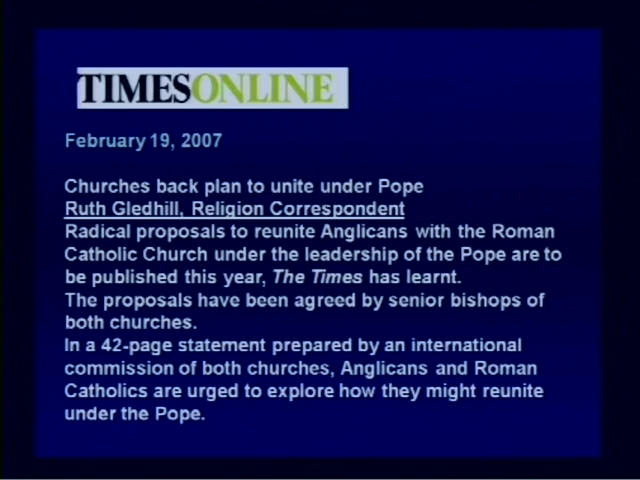 TIMESONLINE
February 19, 2007
Churches back plan to unite under Pope
Ruth Gledhill, Religion Correspondent
Radical proposals to reunite Anglicans with the Roman
Catholic Church under the leadership of the Pope are to
be published this year, The Times has learnt.
The proposals have been agreed by senior bishops of
both churches.
In a 42-page statement prepared by an international
commission of both churches, Anglicans and Roman
Catholics are urged to explore how they might reunite
under the Pope.